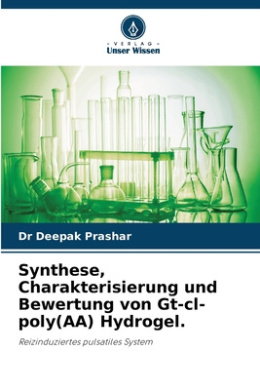 VERLAG
Unser Wissen
Dr Deepak Prashar
Synthese,
Charakterisierung und
Bewertung von Gt-cl-
poly(AA) Hydrogel.
Reizinduziertes pulsatiles System